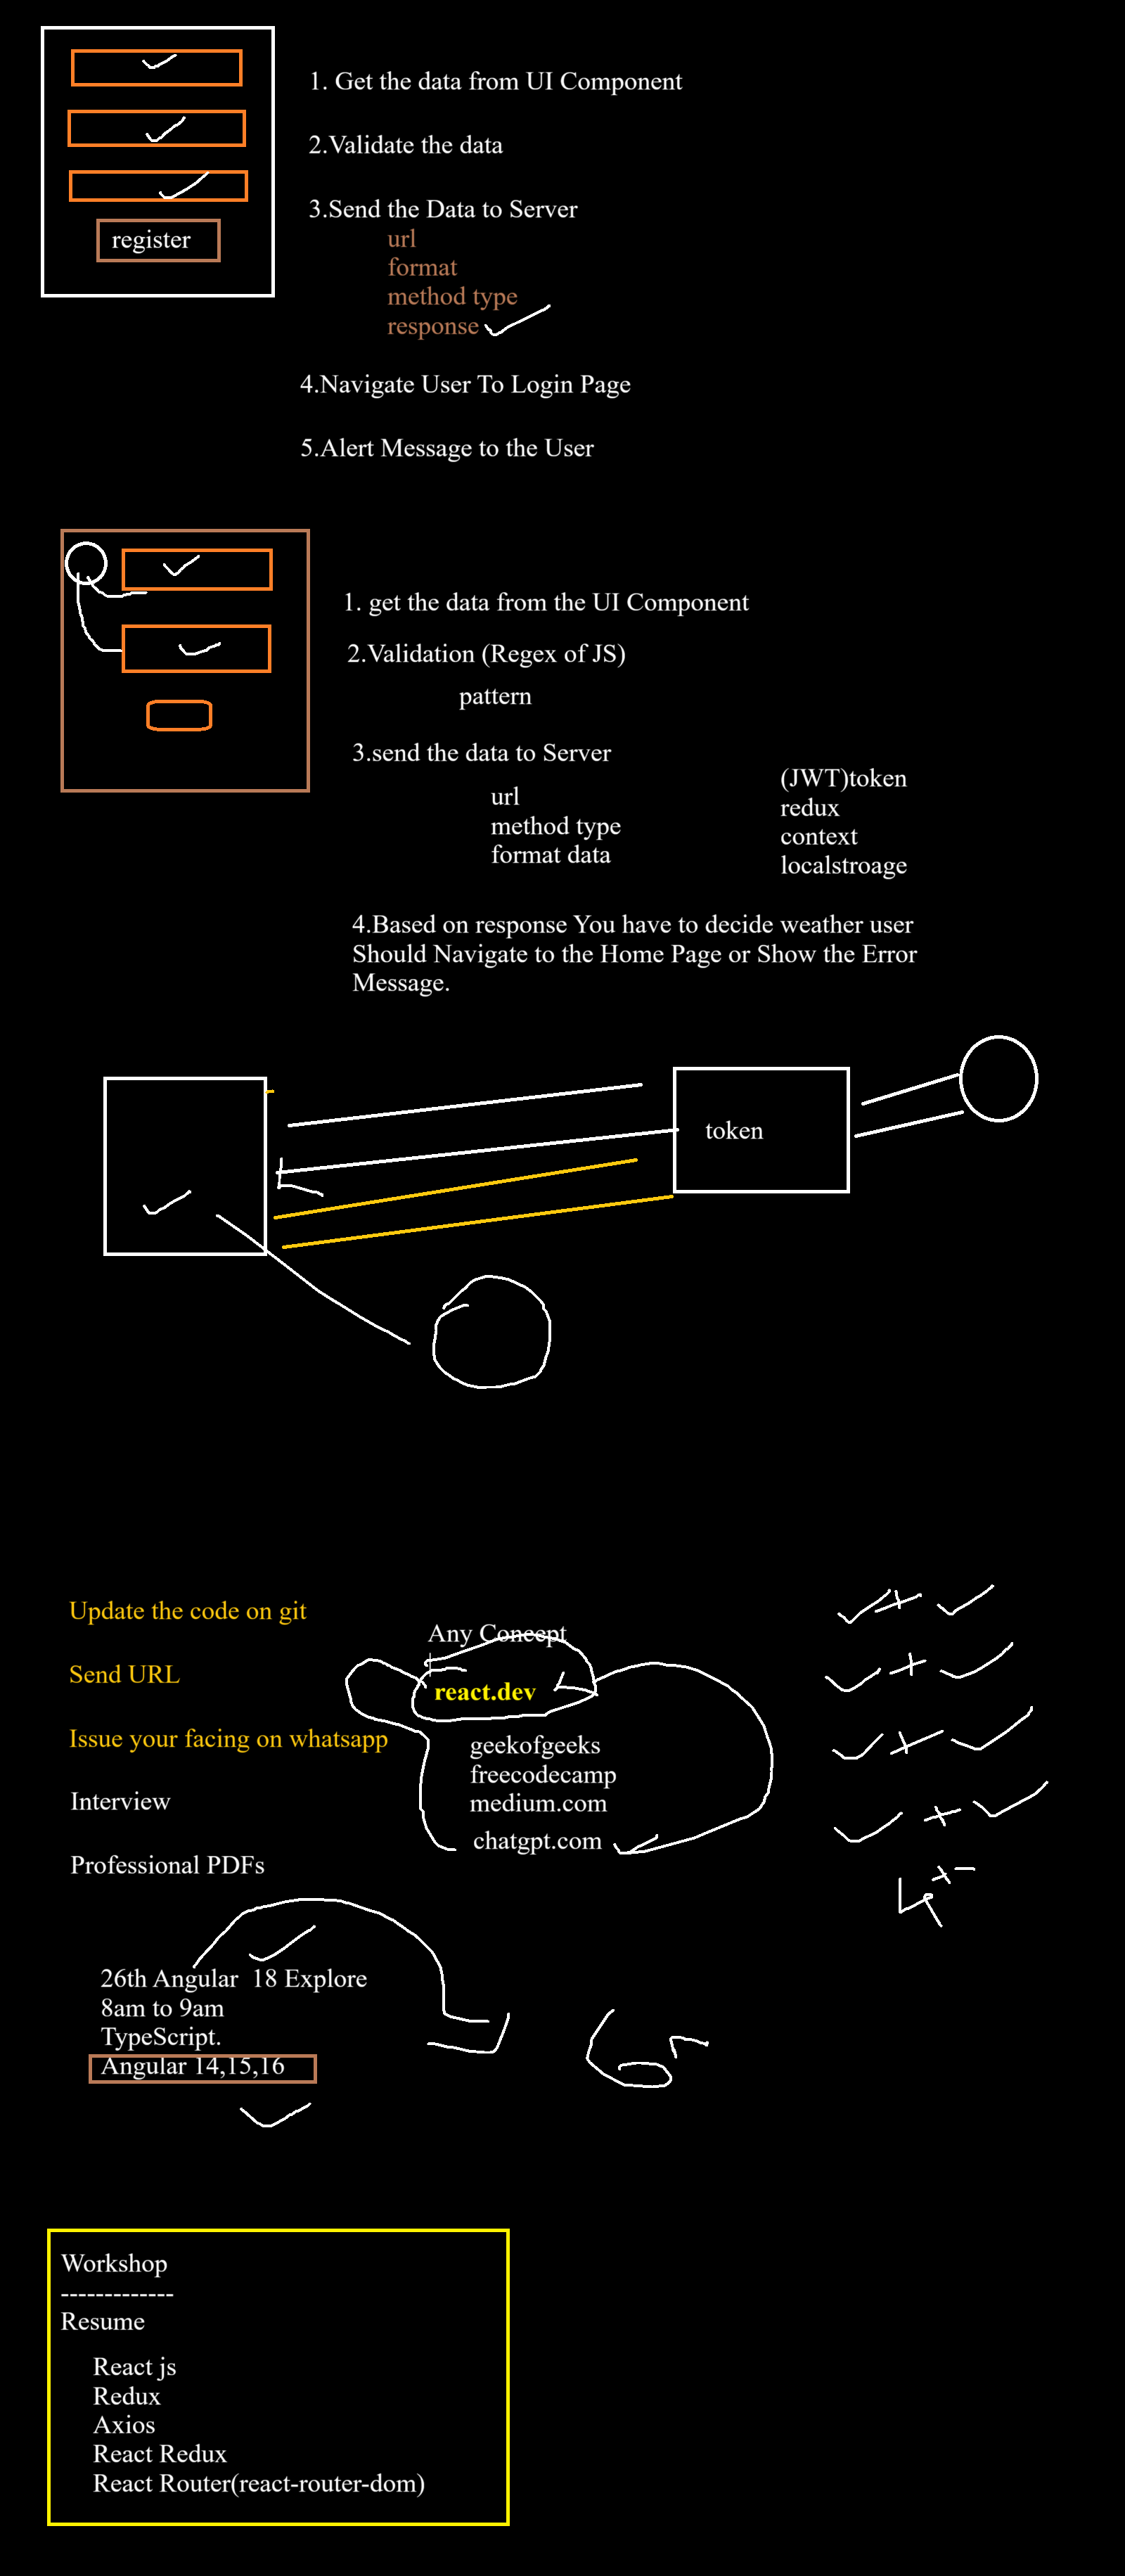 register
1. Get the data from UI Component
2.Validate the data
3.Send the Data to Server
url
format
method type
response
4.Navigate User To Login Page
5.Alert Message to the User
1. get the data from the UI Component
2.Validation (Regex of JS)
pattern
3.send the data to Server
url
method type
format data
(JWT)token
redux
context
localstroage
4.Based on response You have to decide weather user
Should Navigate to the Home Page or Show the Error
Message.
token
Update the code on git
Send URL
Issue your facing on whatsapp
Interview
Professional PDFs
Any Concept
react.dev
geekofgeeks
freecodecamp
medium.com
chatgpt.com
26th Angular  18 Explore
8am to 9am
TypeScript.
Angular 14,15,16
Workshop
-------------
Resume
React js
Redux
Axios
React Redux
React Router(react-router-dom)